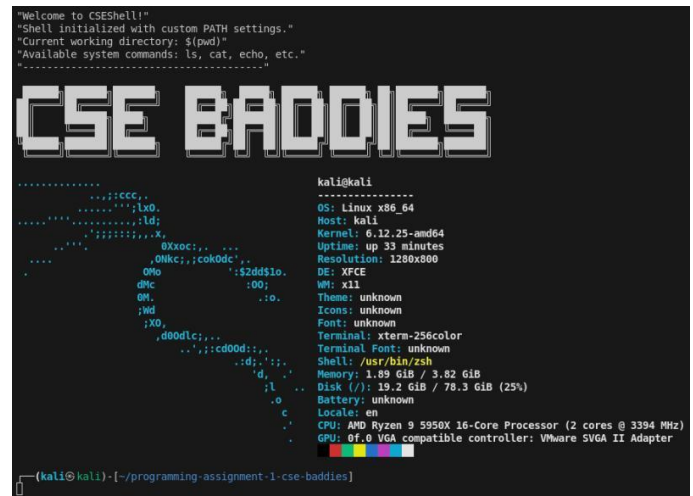 "Welcome to CSEShell!"
"Shell initialized with custom PATH settings."
"Current working directory: $(pwd)"
"Available system commands: ls, cat, echo, etc."
"----------------------------------------"
CSE BADDIES
kali@kali
----------------
OS: Linux x86_64
Host: kali
Kernel: 6.12.25-amd64
Uptime: up 33 minutes
Resolution: 1280x800
DE: XFCE
WM: x11
Theme: unknown
Icons: unknown
Font: unknown
Terminal: xterm-256color
Terminal Font: unknown
Shell: /usr/bin/zsh
Memory: 1.89 GiB / 3.82 GiB
Disk (/): 19.2 GiB / 78.3 GiB (25%)
Battery: unknown
Locale: en
CPU: AMD Ryzen 9 5950X 16-Core Processor (2 cores @ 3394 MHz)
GPU: 0f.0 VGA compatible controller: VMware SVGA II Adapter
(kali㉿kali)-[~/programming-assignment-1-cse-baddies]